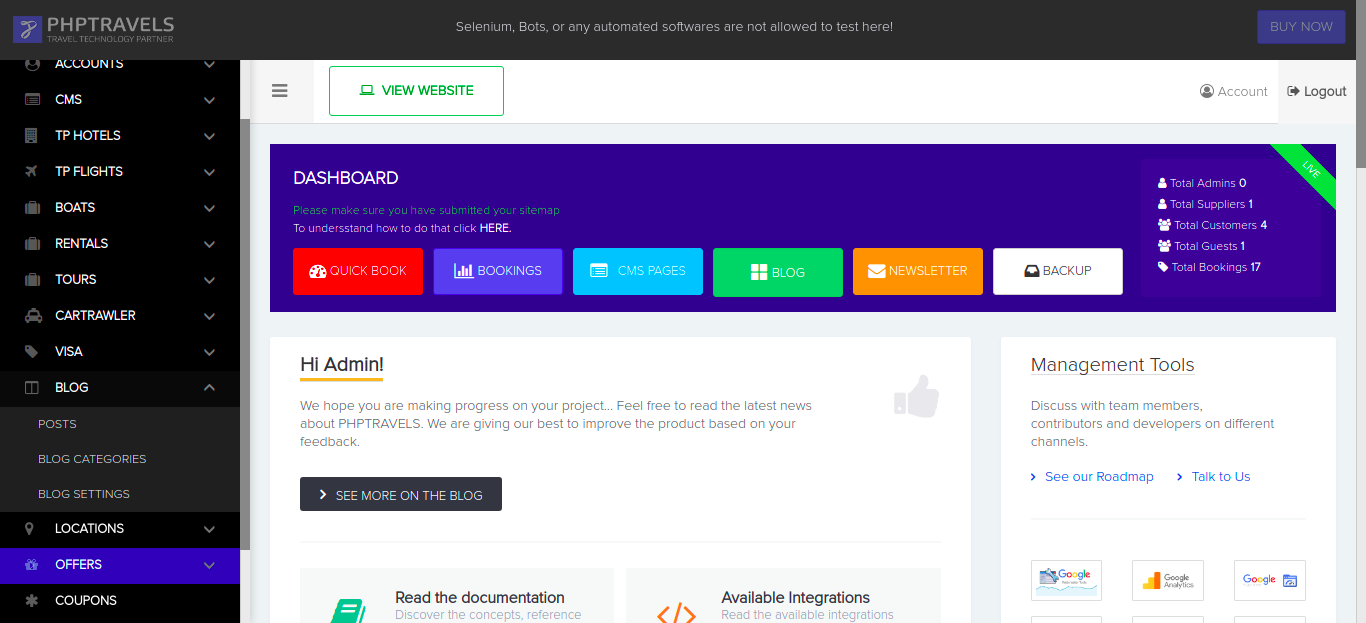 PHPTRAVELS
TRAVEL TECHNOLOGY PARTNER
Selenium, Bots, or any automated softwares are not allowed to test here!
BUY NOW
ACCOUNTS
CMS
TP HOTELS
TP FLIGHTS
BOATS
RENTALS
TOURS
CARTRAWLER
VISA
BLOG
POSTS
BLOG CATEGORIES
BLOG SETTINGS
LOCATIONS
OFFERS
COUPONS
VIEW WEBSITE
Account
Logout
DASHBOARD
Please make sure you have submitted your sitemap
To undersstand how to do that click HERE.
QUICK BOOK
BOOKINGS
CMS PAGES
BLOG
NEWSLETTER
BACKUP
LIVE
Total Admins 0
Total Suppliers 1
Total Customers 4
Total Guests 1
Total Bookings 17
Hi Admin!
We hope you are making progress on your project... Feel free to read the latest news
about PHPTRAVELS. We are giving our best to improve the product based on your
feedback.
SEE MORE ON THE BLOG
Read the documentation
Discover the concepts, reference
Available Integrations
Read the available integrations
Management Tools
Discuss with team members,
contributors and developers on different
channels.
See our Roadmap
Talk to Us
Google
Google
Analytics
Google